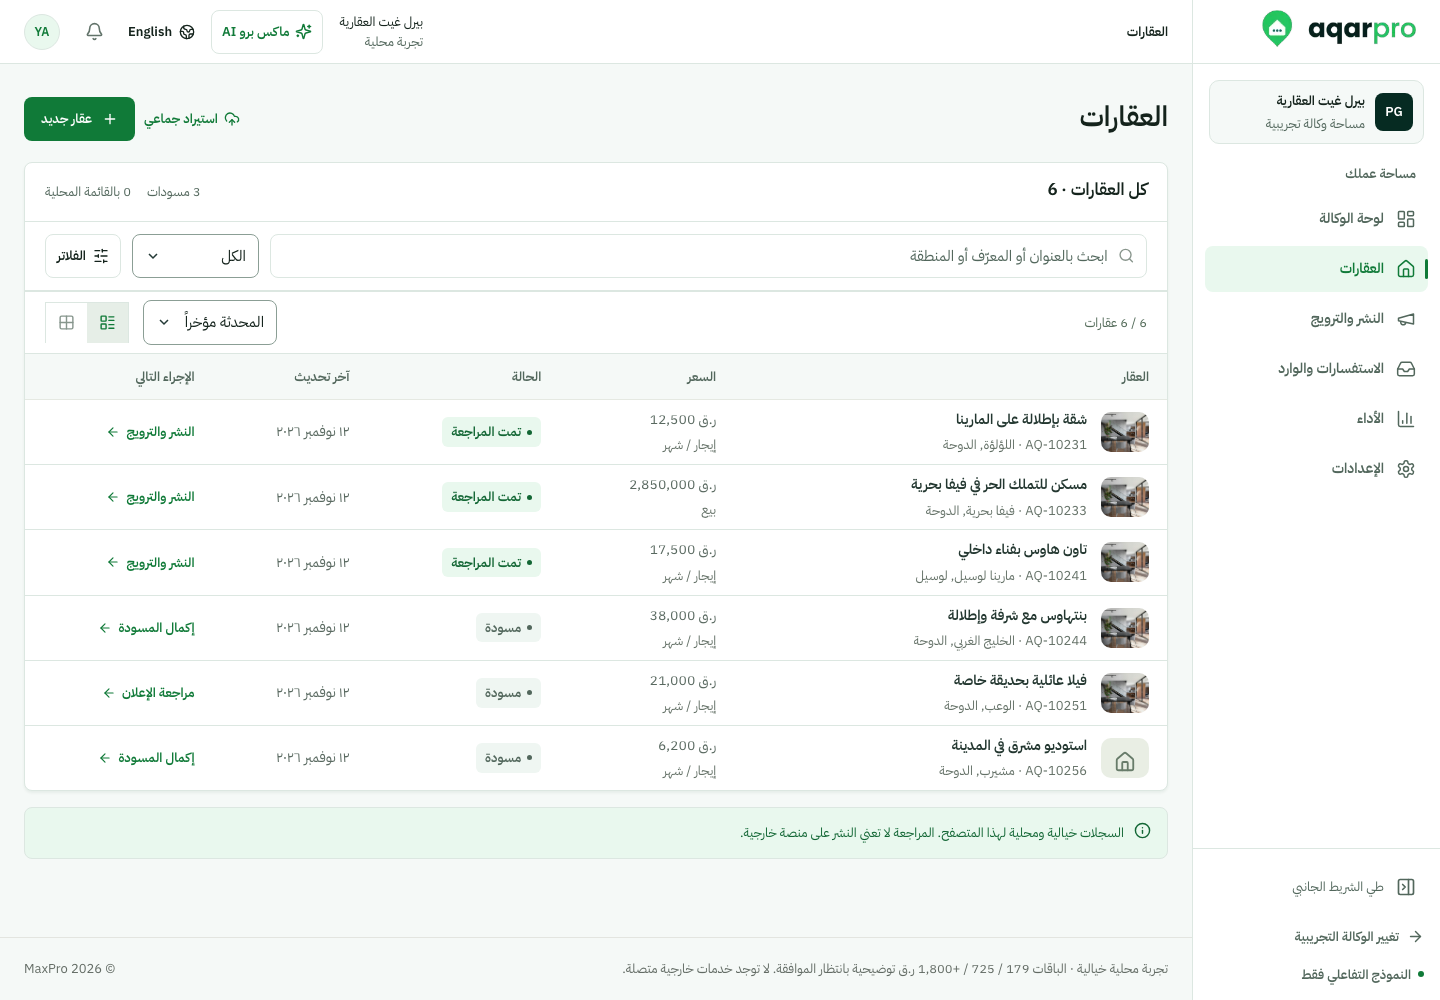 aqarpro
العقارات
بيرل غيت العقارية
تجربة محلية
ماكس برو AI
English
YA
PG
بيرل غيت العقارية
مساحة وكالة تجريبية
مساحة عملك
لوحة الوكالة
العقارات
النشر والترويج
الاستفسارات والوارد
الأداء
الإعدادات
طي الشريط الجانبي
تغيير الوكالة التجريبية
النموذج التفاعلي فقط
العقارات
استيراد جماعي
عقار جديد
كل العقارات · 6
3 مسودات
0 بالقائمة المحلية
ابحث بالعنوان أو المعرّف أو المنطقة
الكل
الفلاتر
6 / 6 عقارات
المحدثة مؤخراً
العقار السعر الحالة آخر تحديث الإجراء التالي
شقة بإطلالة على المارينا
AQ-10231 · اللؤلؤة, الدوحة
ر.ق 12,500
إيجار / شهر
تمت المراجعة
١٢ نوفمبر ٢٠٢٦
النشر والترويج
مسكن للتملك الحر في فيفا بحرية
AQ-10233 · فيفا بحرية, الدوحة
ر.ق 2,850,000
بيع
تمت المراجعة
١٢ نوفمبر ٢٠٢٦
النشر والترويج
تاون هاوس بفناء داخلي
AQ-10241 · مارينا لوسيل, لوسيل
ر.ق 17,500
إيجار / شهر
تمت المراجعة
١٢ نوفمبر ٢٠٢٦
النشر والترويج
بنتهاوس مع شرفة وإطلالة
AQ-10244 · الخليج الغربي, الدوحة
ر.ق 38,000
إيجار / شهر
مسودة
١٢ نوفمبر ٢٠٢٦
إكمال المسودة
فيلا عائلية بحديقة خاصة
AQ-10251 · الوعب, الدوحة
ر.ق 21,000
إيجار / شهر
مسودة
١٢ نوفمبر ٢٠٢٦
مراجعة الإعلان
استوديو مشرق في المدينة
AQ-10256 · مشيرب, الدوحة
ر.ق 6,200
إيجار / شهر
مسودة
١٢ نوفمبر ٢٠٢٦
إكمال المسودة
السجلات خيالية ومحلية لهذا المتصفح. المراجعة لا تعني النشر على منصة خارجية.
تجربة محلية خيالية · الباقات 179 / 725 / +1,800 ر.ق توضيحية بانتظار الموافقة. لا توجد خدمات خارجية متصلة.
© 2026 MaxPro